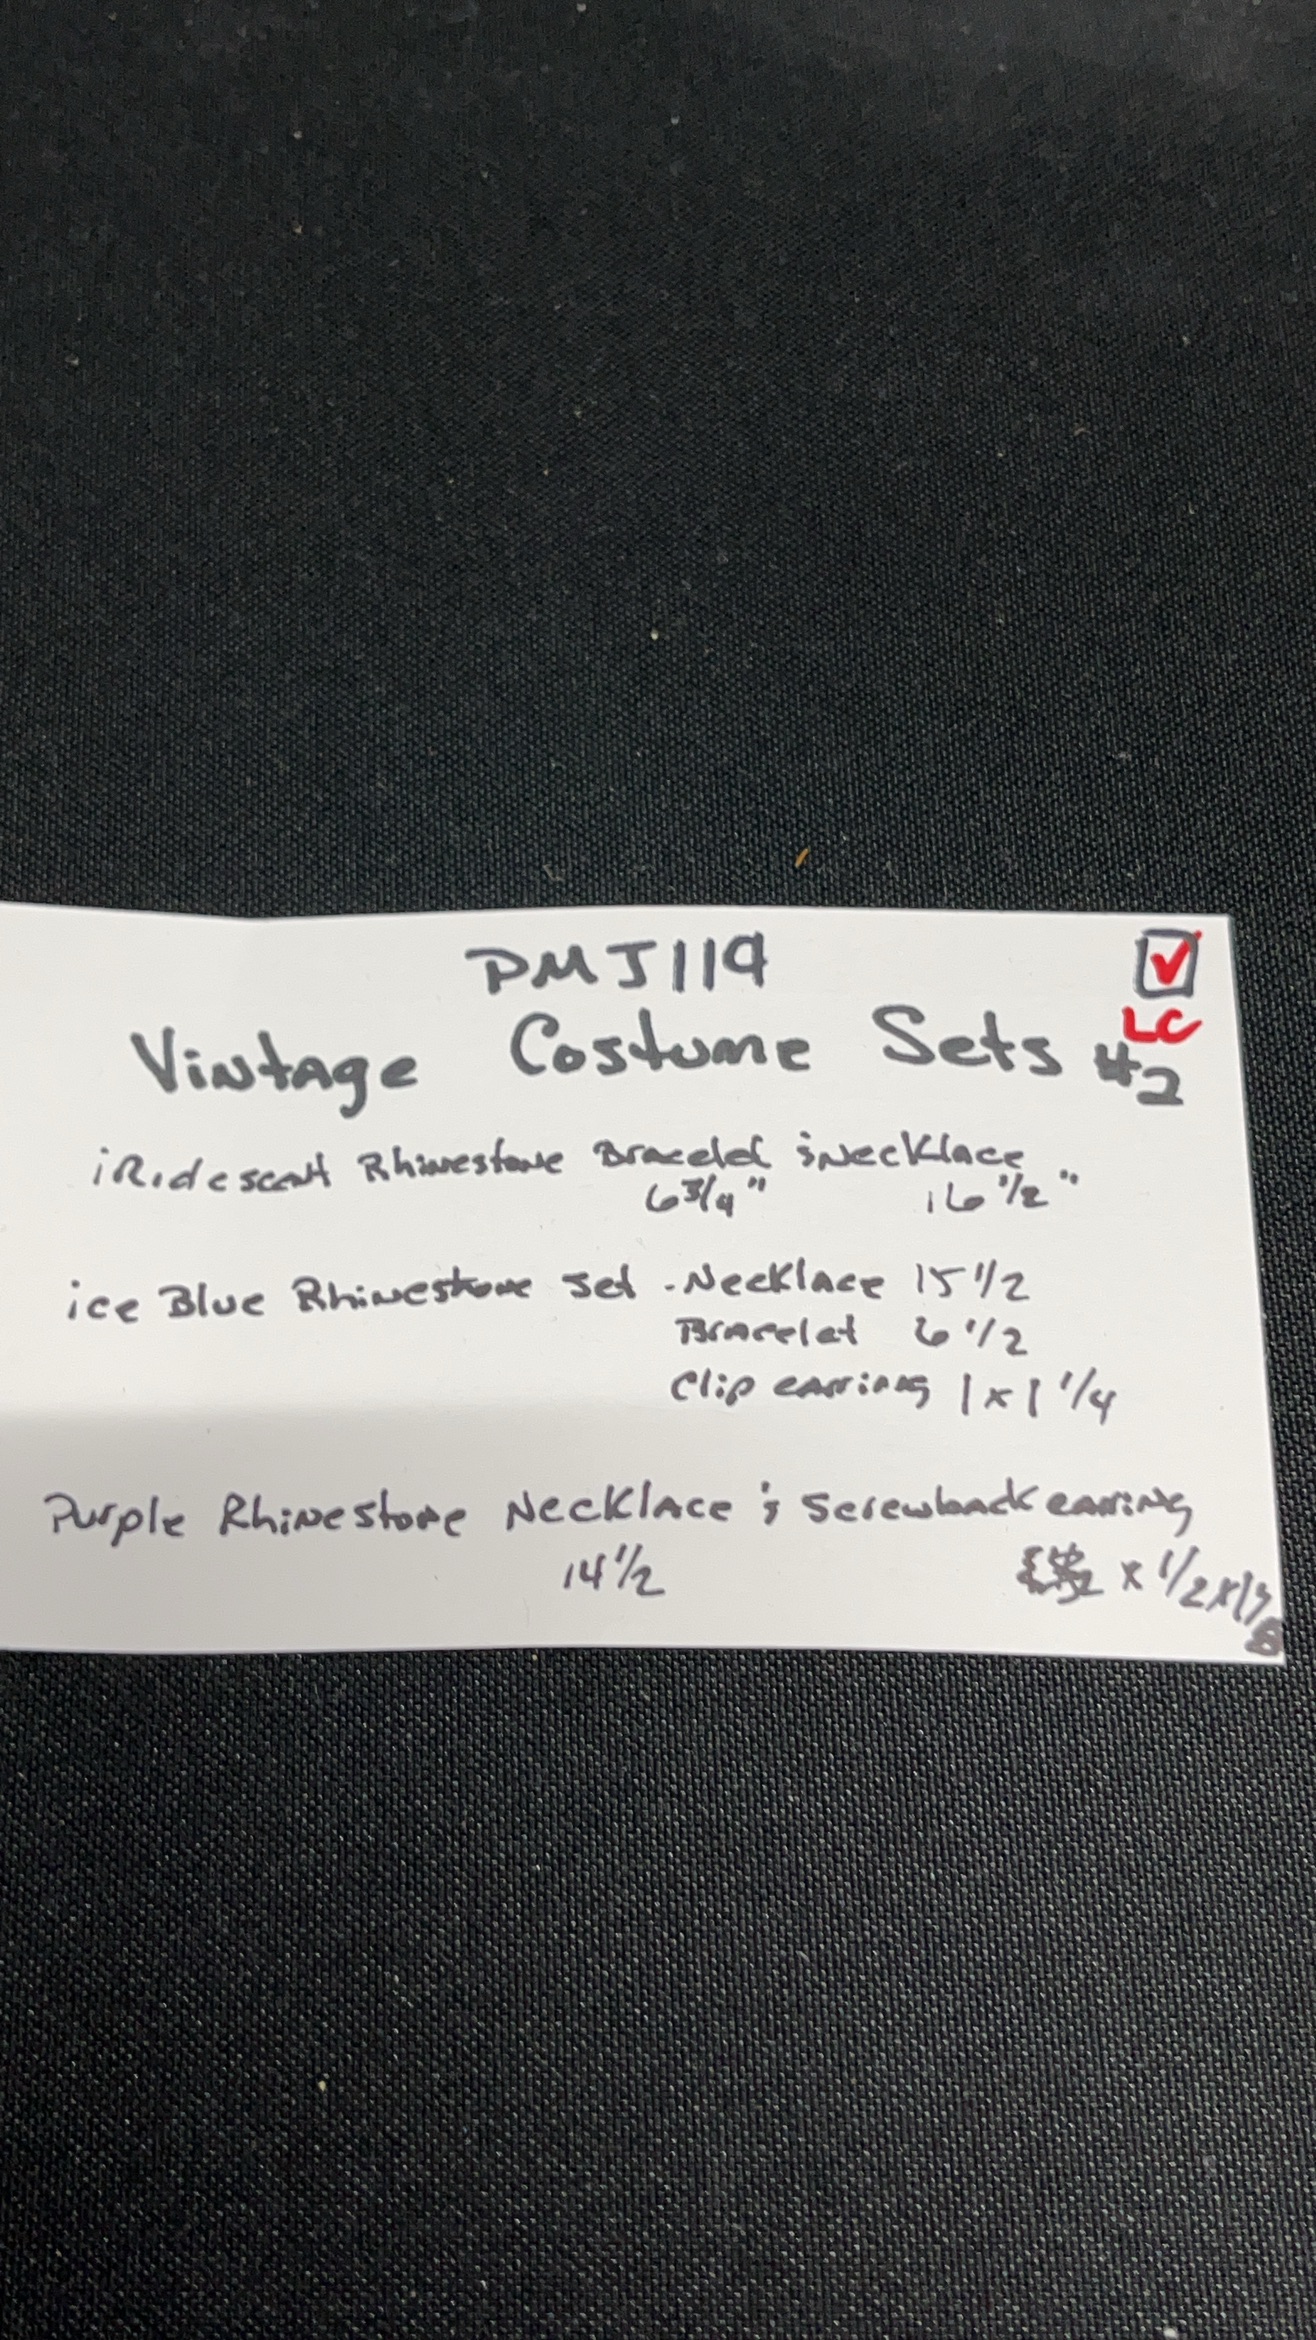 PMJ119
LC
Vintage Costume Sets #2
iRidescent Rhinestone Bracelet & Necklace
6 3/4" 16 1/2"
ice Blue Rhinestone set - Necklace 15 1/2
Bracelet 6 1/2
Clip earrings 1 x 1 1/4
Purple Rhinestone Necklace & Screwback earring
14 1/2 x 1/2 x